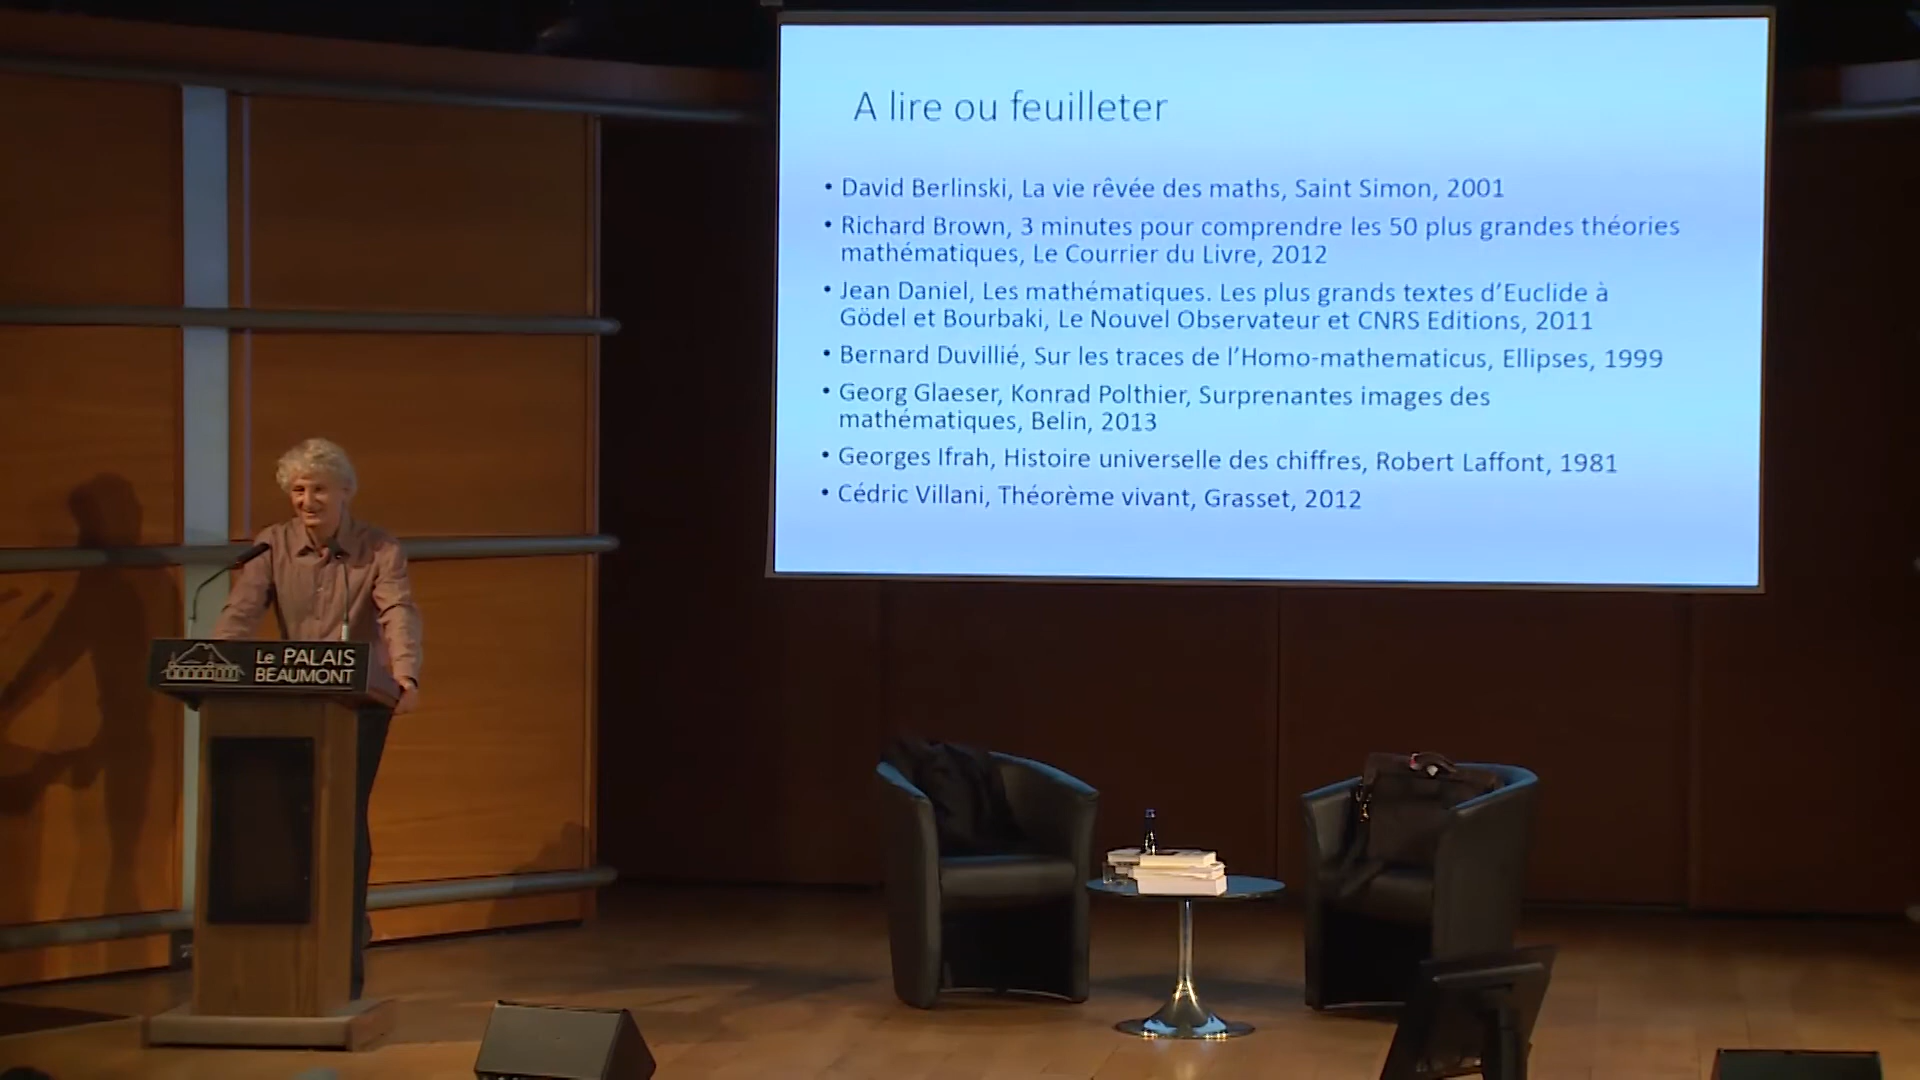 A lire ou feuilleter
• David Berlinski, La vie rêvée des maths, Saint Simon, 2001
• Richard Brown, 3 minutes pour comprendre les 50 plus grandes théories
mathématiques, Le Courrier du Livre, 2012
• Jean Daniel, Les mathématiques. Les plus grands textes d'Euclide à
Gödel et Bourbaki, Le Nouvel Observateur et CNRS Editions, 2011
• Bernard Duvillié, Sur les traces de l'Homo-mathematicus, Ellipses, 1999
• Georg Glaeser, Konrad Polthier, Surprenantes images des
mathématiques, Belin, 2013
• Georges Ifrah, Histoire universelle des chiffres, Robert Laffont, 1981
• Cédric Villani, Théorème vivant, Grasset, 2012
Le PALAIS
BEAUMONT